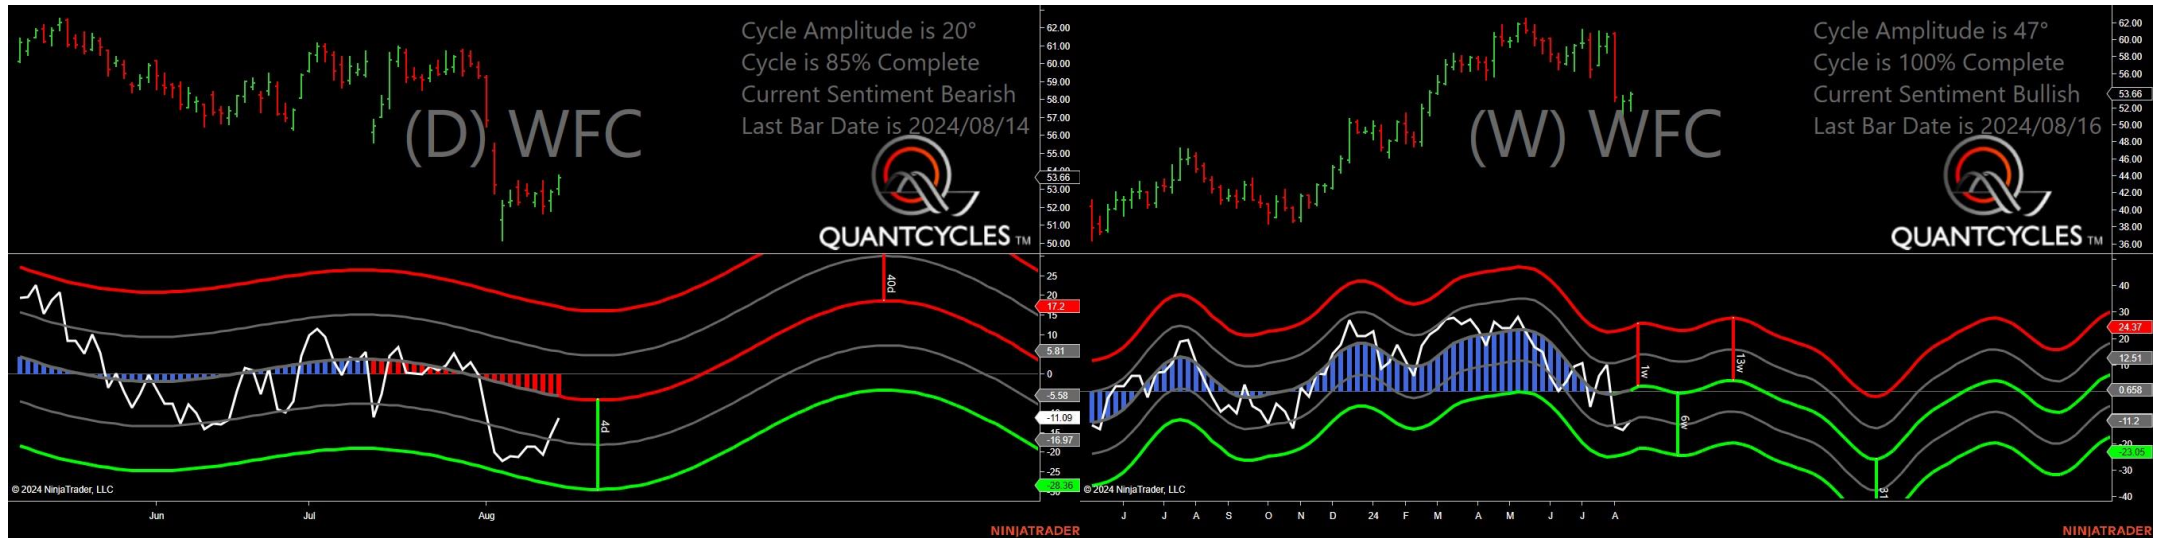 Cycle Amplitude is 20°
Cycle is 85% Complete
Current Sentiment Bearish
Last Bar Date is 2024/08/14
(D) WFC
QUANTCYCLES TM
62.00
61.00
60.00
59.00
58.00
57.00
56.00
55.00
53.66
53.00
52.00
51.00
50.00
40d
4d
25
20
17.2
15
10
5.81
0
-5.58
-11.09
-16.97
-20
-25
-28.36
© 2024 NinjaTrader, LLC
Jun Jul Aug
NINJATRADER
Cycle Amplitude is 47°
Cycle is 100% Complete
Current Sentiment Bullish
Last Bar Date is 2024/08/16
(W) WFC
QUANTCYCLES TM
62.00
60.00
58.00
56.00
53.66
52.00
50.00
48.00
46.00
44.00
42.00
40.00
38.00
36.00
1w
13w
6w
40
30
24.37
20
12.51
10
0.658
-11.2
-20
-23.05
-30
-40
© 2024 NinjaTrader, LLC
J J A S O N D 24 F M A M J J A
NINJATRADER